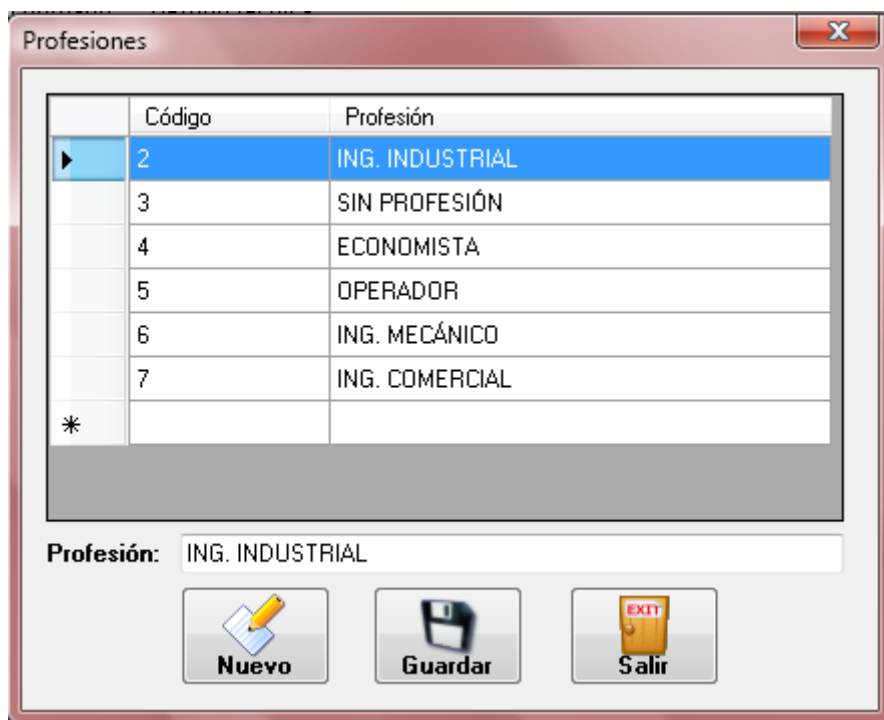 Profesiones
Código Profesión
2 ING. INDUSTRIAL
3 SIN PROFESIÓN
4 ECONOMISTA
5 OPERADOR
6 ING. MECÁNICO
7 ING. COMERCIAL
Profesión: ING. INDUSTRIAL
EXIT
Nuevo Guardar Salir